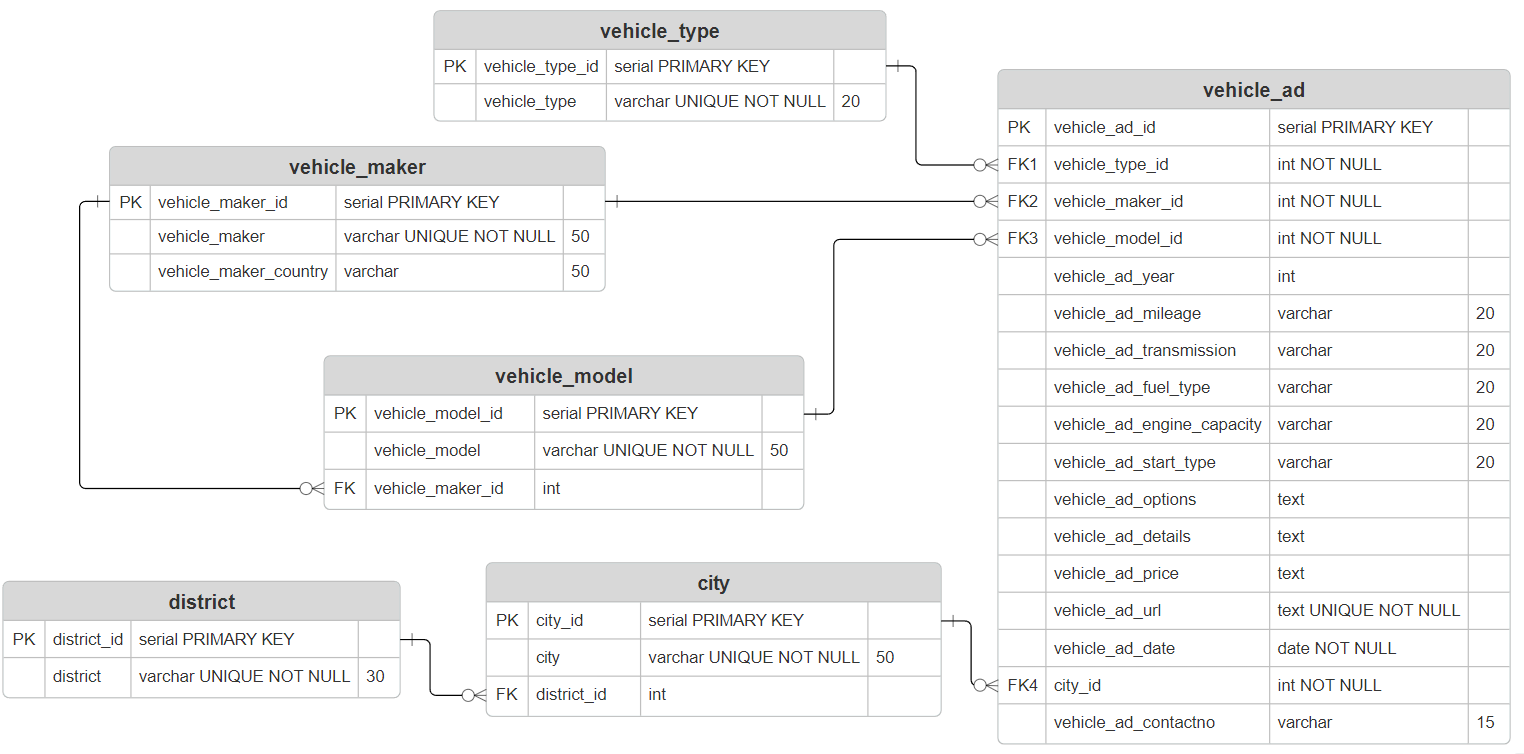 vehicle_type
PK vehicle_type_id serial PRIMARY KEY
vehicle_type varchar UNIQUE NOT NULL 20
vehicle_maker
PK vehicle_maker_id serial PRIMARY KEY
vehicle_maker varchar UNIQUE NOT NULL 50
vehicle_maker_country varchar 50
vehicle_model
PK vehicle_model_id serial PRIMARY KEY
vehicle_model varchar UNIQUE NOT NULL 50
FK vehicle_maker_id int
district
PK district_id serial PRIMARY KEY
district varchar UNIQUE NOT NULL 30
city
PK city_id serial PRIMARY KEY
city varchar UNIQUE NOT NULL 50
FK district_id int
vehicle_ad
PK vehicle_ad_id serial PRIMARY KEY
FK1 vehicle_type_id int NOT NULL
FK2 vehicle_maker_id int NOT NULL
FK3 vehicle_model_id int NOT NULL
vehicle_ad_year int
vehicle_ad_mileage varchar 20
vehicle_ad_transmission varchar 20
vehicle_ad_fuel_type varchar 20
vehicle_ad_engine_capacity varchar 20
vehicle_ad_start_type varchar 20
vehicle_ad_options text
vehicle_ad_details text
vehicle_ad_price text
vehicle_ad_url text UNIQUE NOT NULL
vehicle_ad_date date NOT NULL
FK4 city_id int NOT NULL
vehicle_ad_contactno varchar 15